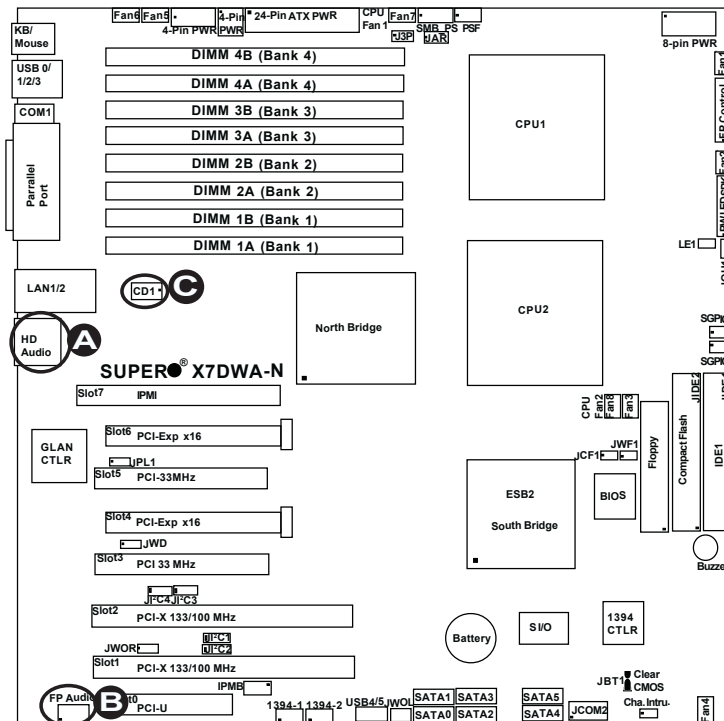 Fan6 Fan5
4-Pin PWR
4-Pin PWR
24-Pin ATX PWR
CPU Fan1
Fan7
SMB_PS PSF
J3P
JAR
8-pin PWR
KB/
Mouse
USB 0/
1/2/3
COM1
Parrallel
Port
DIMM 4B (Bank 4)
DIMM 4A (Bank 4)
DIMM 3B (Bank 3)
DIMM 3A (Bank 3)
DIMM 2B (Bank 2)
DIMM 2A (Bank 2)
DIMM 1B (Bank 1)
DIMM 1A (Bank 1)
CPU1
Fan1
FP Control
LE1
LAN1/2
CD1
C
North Bridge
CPU2
HD
Audio
A
SUPER® X7DWA-N
Slot7 IPMI
Slot6 PCI-Exp x16
GLAN
CTLR
JPL1
Slot5 PCI-33MHz
Slot4 PCI-Exp x16
JWD
Slot3 PCI 33 MHz
JI²C4 JI²C3
Slot2 PCI-X 133/100 MHz
JI²C1
JI²C2
JWOR
Slot1 PCI-X 133/100 MHz
IPMB
FP Audio
B
PCI-U
CPU
Fan2
Fan8
Fan3
JCF1
JWF1
Floppy
Compact Flash
JIDE2
IDE1
ESB2
South Bridge
BIOS
Battery
SI/O
1394
CTLR
JBT1
Clear
CMOS
Cha. Intru.
Fan4
1394-1 1394-2
USB4/5
JWOL
SATA1 SATA3
SATA0 SATA2
SATA5
SATA4
JCOM2